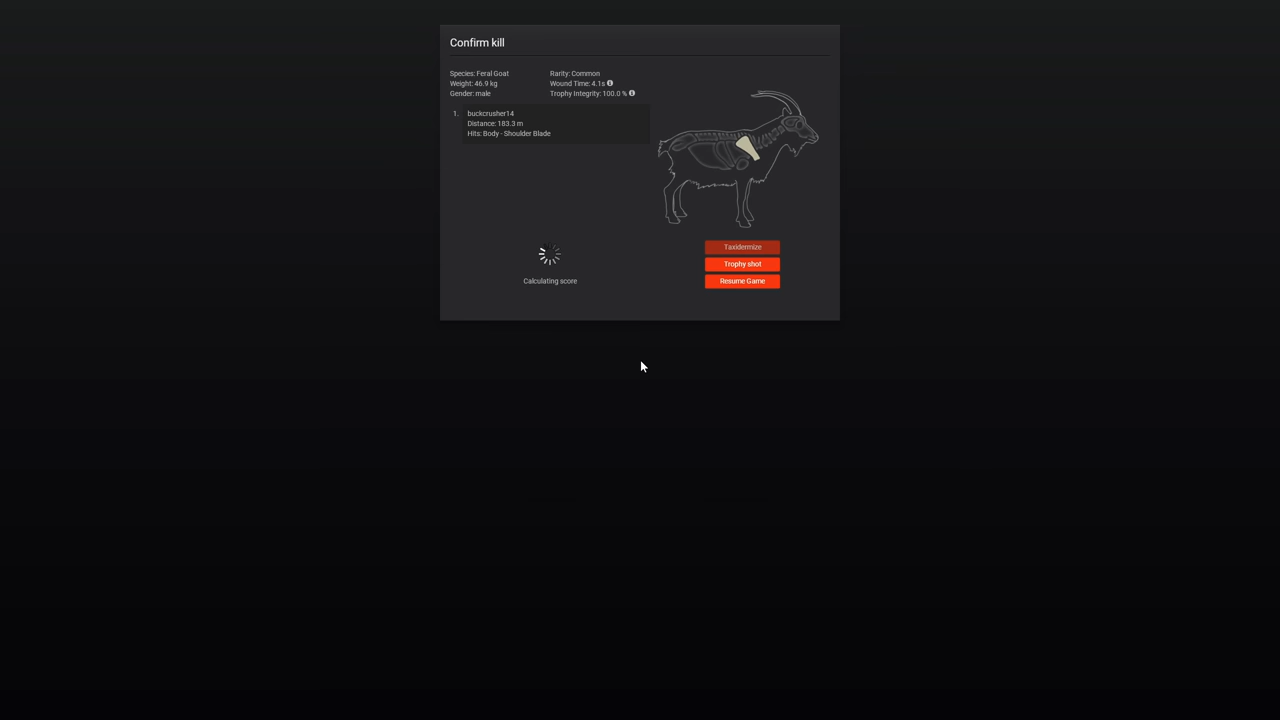 Confirm kill
Species: Feral Goat
Weight: 46.9 kg
Gender: male
Rarity: Common
Wound Time: 4.1s
Trophy Integrity: 100.0 %
1. buckcrusher14
Distance: 183.3 m
Hits: Body - Shoulder Blade
Calculating score
Taxidermize
Trophy shot
Resume Game